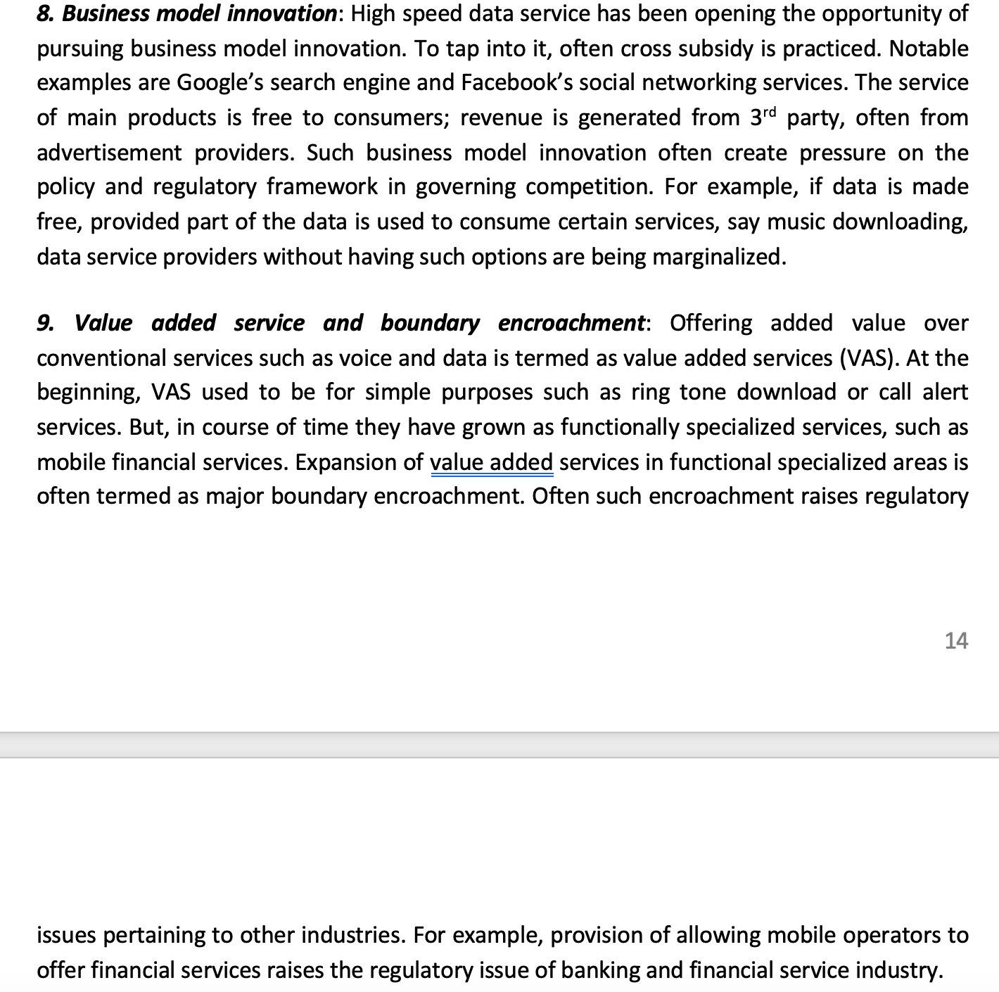 8. Business model innovation: High speed data service has been opening the opportunity of
pursuing business model innovation. To tap into it, often cross subsidy is practiced. Notable
examples are Google’s search engine and Facebook’s social networking services. The service
of main products is free to consumers; revenue is generated from 3rd party, often from
advertisement providers. Such business model innovation often create pressure on the
policy and regulatory framework in governing competition. For example, if data is made
free, provided part of the data is used to consume certain services, say music downloading,
data service providers without having such options are being marginalized.
9. Value added service and boundary encroachment: Offering added value over
conventional services such as voice and data is termed as value added services (VAS). At the
beginning, VAS used to be for simple purposes such as ring tone download or call alert
services. But, in course of time they have grown as functionally specialized services, such as
mobile financial services. Expansion of value added services in functional specialized areas is
often termed as major boundary encroachment. Often such encroachment raises regulatory
14
issues pertaining to other industries. For example, provision of allowing mobile operators to
offer financial services raises the regulatory issue of banking and financial service industry.